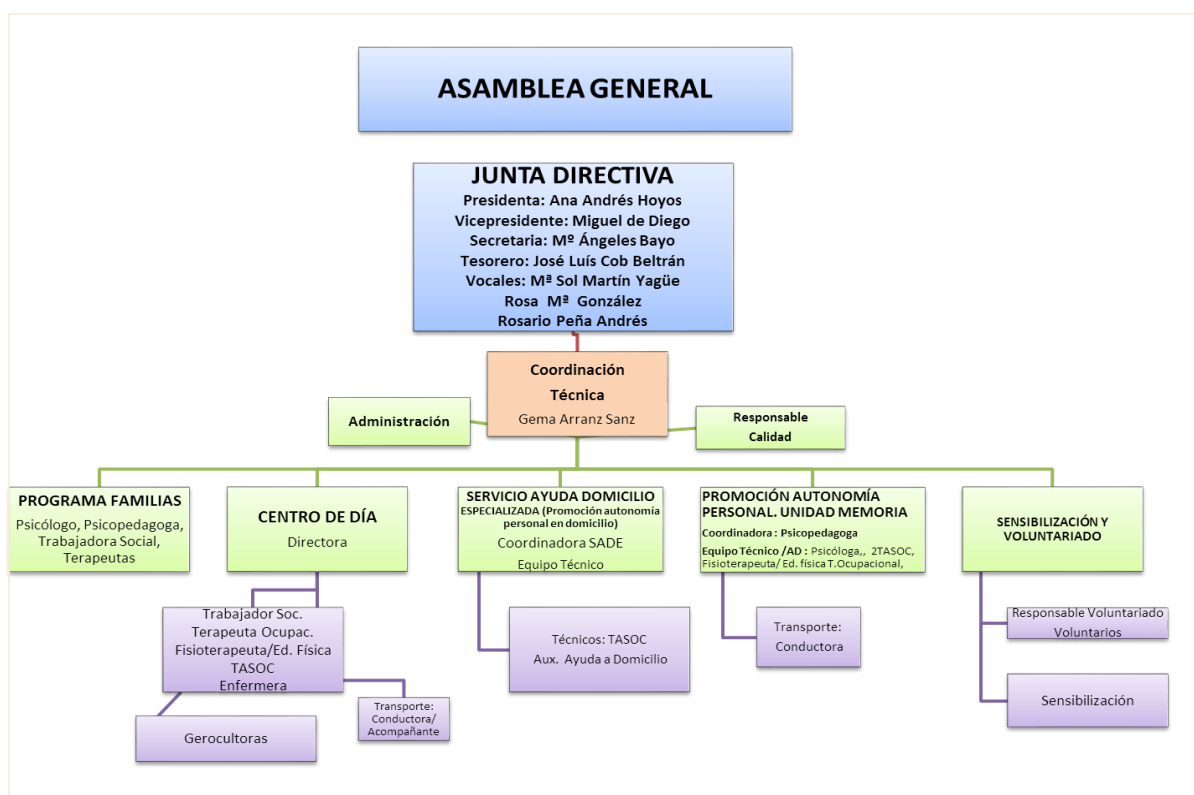 ASAMBLEA GENERAL
JUNTA DIRECTIVA
Presidenta: Ana Andrés Hoyos
Vicepresidente: Miguel de Diego
Secretaria: Mº Ángeles Bayo
Tesorero: José Luís Cob Beltrán
Vocales: Mª Sol Martín Yagüe
Rosa Mª González
Rosario Peña Andrés
Coordinación
Técnica
Gema Arranz Sanz
Administración
Responsable
Calidad
PROGRAMA FAMILIAS
Psicólogo, Psicopedagoga,
Trabajadora Social,
Terapeutas
CENTRO DE DÍA
Directora
SERVICIO AYUDA DOMICILIO
ESPECIALIZADA (Promoción autonomía
personal en domicilio)
Coordinadora SADE
Equipo Técnico
PROMOCIÓN AUTONOMÍA
PERSONAL. UNIDAD MEMORIA
Coordinadora : Psicopedagoga
Equipo Técnico /AD : Psicóloga,, 2TASOC,
Fisioterapeuta/ Ed. física T.Ocupacional,
SENSIBILIZACIÓN Y
VOLUNTARIADO
Trabajador Soc.
Terapeuta Ocupac.
Fisioterapeuta/Ed. Física
TASOC
Enfermera
Gerocultoras
Transporte:
Conductora/
Acompañante
Técnicos: TASOC
Aux. Ayuda a Domicilio
Transporte:
Conductora
Responsable Voluntariado
Voluntarios
Sensibilización